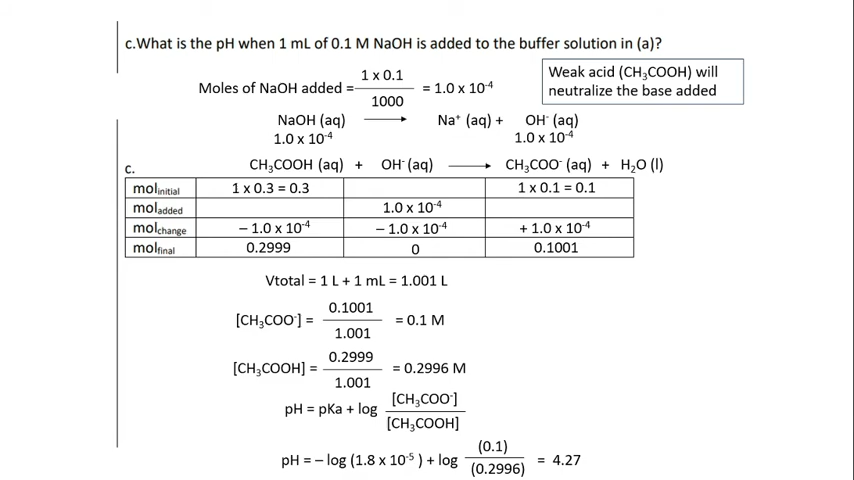 c.What is the pH when 1 mL of 0.1 M NaOH is added to the buffer solution in (a)?
Weak acid (CH₃COOH) will
neutralize the base added
Moles of NaOH added = 1 x 0.1 / 1000 = 1.0 x 10⁻⁴
NaOH (aq) ⟶ Na⁺ (aq) + OH⁻ (aq)
1.0 x 10⁻⁴ 1.0 x 10⁻⁴
c. CH₃COOH (aq) + OH⁻ (aq) ⟶ CH₃COO⁻ (aq) + H₂O (l)
mol_initial 1 x 0.3 = 0.3 1 x 0.1 = 0.1
mol_added 1.0 x 10⁻⁴
mol_change – 1.0 x 10⁻⁴ – 1.0 x 10⁻⁴ + 1.0 x 10⁻⁴
mol_final 0.2999 0 0.1001
Vtotal = 1 L + 1 mL = 1.001 L
[CH₃COO⁻] = 0.1001 / 1.001 = 0.1 M
[CH₃COOH] = 0.2999 / 1.001 = 0.2996 M
pH = pKa + log [CH₃COO⁻] / [CH₃COOH]
pH = – log (1.8 x 10⁻⁵ ) + log (0.1) / (0.2996) = 4.27